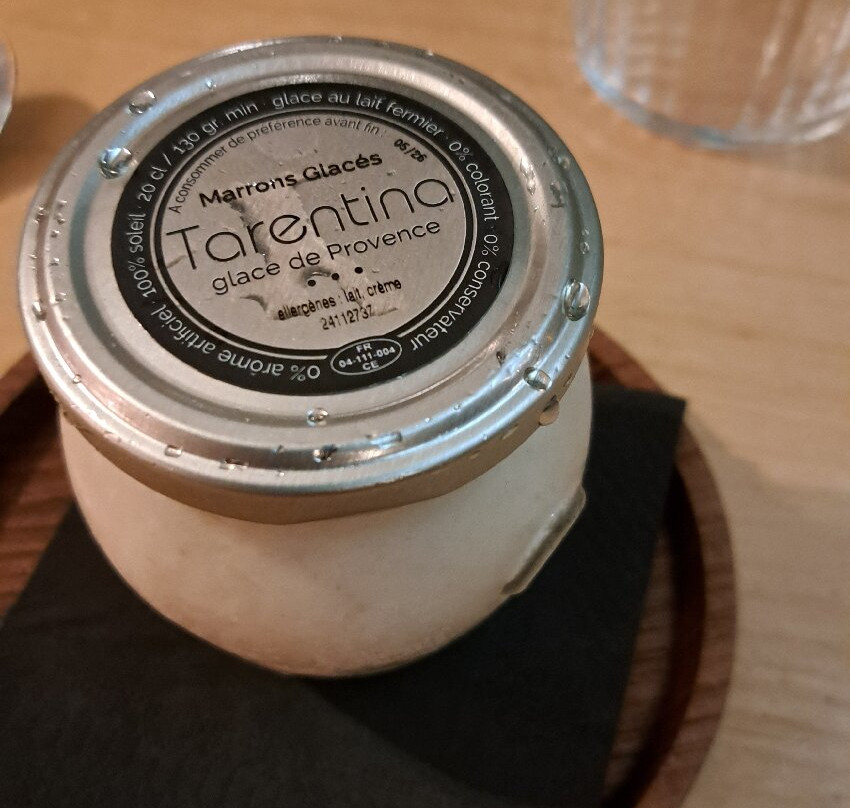 glace au lait fermier · 0% colorant · 0% conservateur
0% arôme artificiel 100% soleil · 20 cl / 130 gr min ·
A consommer de préférence avant fin : 05/26
Marrons Glacés
Tarentina
glace de Provence
allergènes : lait, crème
24112737
FR
04-111-004
CE